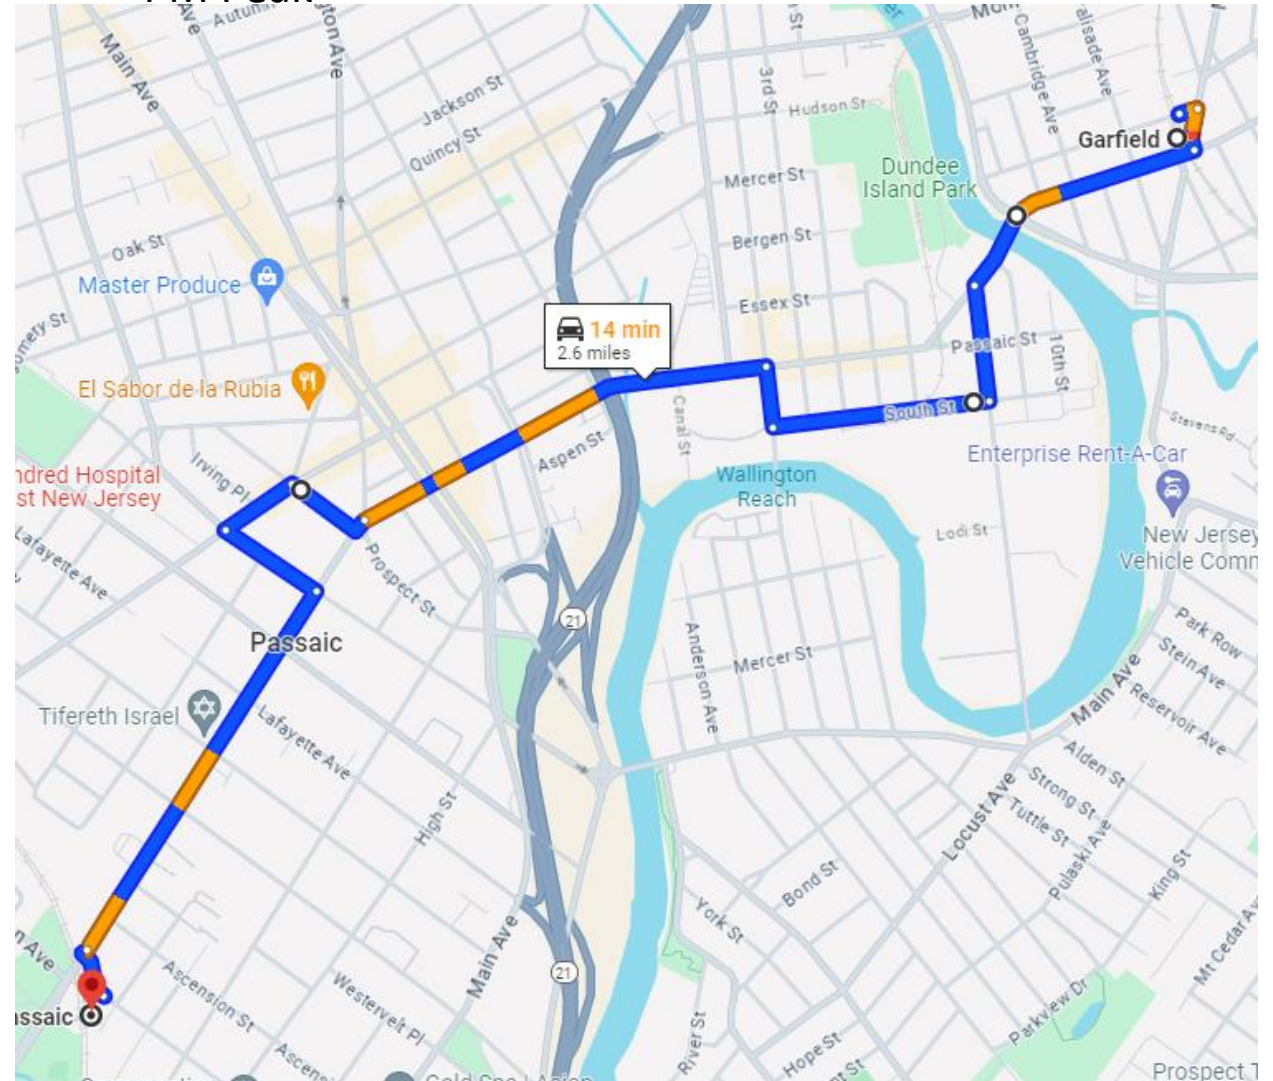 Autumn
Ave
Main Ave
Jackson St
Quincy St
3rd St
Hudson St
Cambridge Ave
Garfield
Dundee
Island Park
Mercer St
Bergen St
Oak St
Master Produce
Essex St
14 min
2.6 miles
Passaic St
10th St
El Sabor de la Rubia
South St
Canal St
Aspen St
Stevens Rd
Enterprise Rent-A-Car
Irving Pl
ndred Hospital
st New Jersey
Wallington
Reach
Lafayette Ave
Lodi St
New Jersey
Vehicle Comm
Prospect St
21
Passaic
Park Row
Stein Ave
Anderson Ave
Mercer St
Main Ave
Reservoir Ave
Tifereth Israel
Lafayette Ave
Alden St
Strong St
Locust Ave
Tuttle St
High St
Pulaski Ave
King St
Bond St
York St
Mt Cedar Av
Main Ave
n Ave
21
Ascension St
Westervelt Pl
Parkview Dr
assaic
River St
Hope St
Prospect T